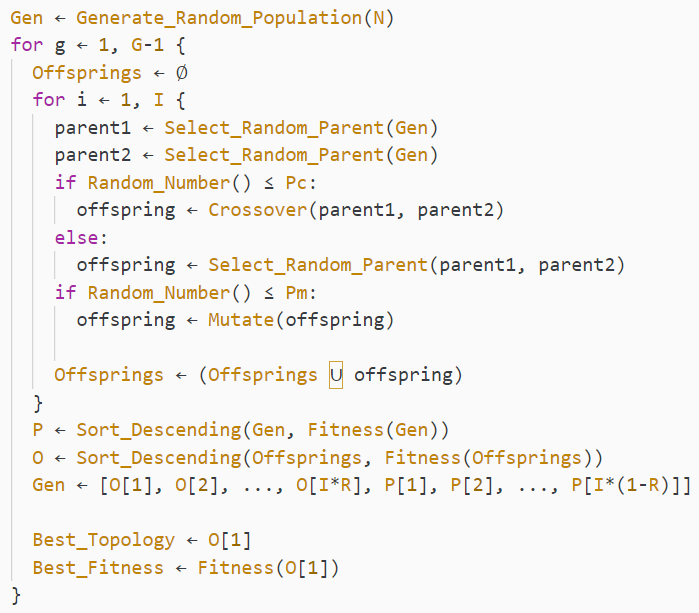 Gen ← Generate_Random_Population(N)
for g ← 1, G-1 {
Offsprings ← ∅
for i ← 1, I {
parent1 ← Select_Random_Parent(Gen)
parent2 ← Select_Random_Parent(Gen)
if Random_Number() ≤ Pc:
offspring ← Crossover(parent1, parent2)
else:
offspring ← Select_Random_Parent(parent1, parent2)
if Random_Number() ≤ Pm:
offspring ← Mutate(offspring)
Offsprings ← (Offsprings ∪ offspring)
}
P ← Sort_Descending(Gen, Fitness(Gen))
O ← Sort_Descending(Offsprings, Fitness(Offsprings))
Gen ← [O[1], O[2], ..., O[I*R], P[1], P[2], ..., P[I*(1-R)]]
Best_Topology ← O[1]
Best_Fitness ← Fitness(O[1])
}